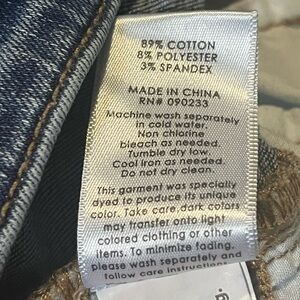 89% COTTON
8% POLYESTER
3% SPANDEX
MADE IN CHINA
RN# 090233
Machine wash separately
in cold water.
Non chlorine
bleach as needed.
Tumble dry low.
Cool Iron as needed.
Do not dry clean.
This garment was specially
dyed to produce its unique
color. Take care, dark colors
may transfer onto light
colored clothing or other
items. To minimize fading,
please wash separately and
follow care instructions